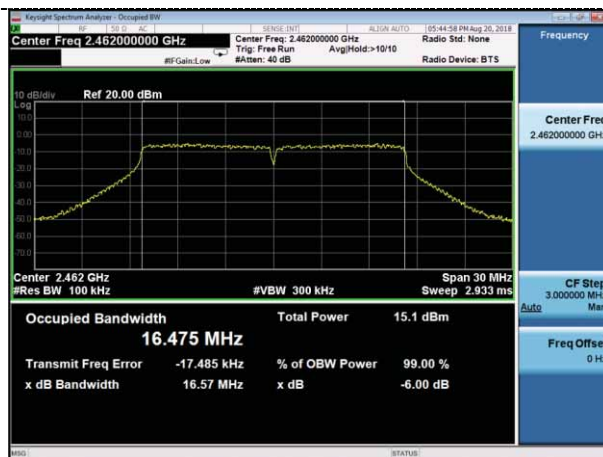 Keysight Spectrum Analyzer - Occupied BW
RF 50 Ω AC SENSE:INT ALIGN AUTO 05:44:58 PM Aug 20, 2018
Center Freq 2.462000000 GHz
Center Freq: 2.462000000 GHz
Radio Std: None
Trig: Free Run Avg|Hold:>10/10
#IFGain:Low #Atten: 40 dB Radio Device: BTS
10 dB/div Ref 20.00 dBm
Log
10.0
0.00
-10.0
-20.0
-30.0
-40.0
-50.0
-60.0
-70.0
Center 2.462 GHz Span 30 MHz
#Res BW 100 kHz #VBW 300 kHz Sweep 2.933 ms
Occupied Bandwidth Total Power 15.1 dBm
16.475 MHz
Transmit Freq Error -17.485 kHz % of OBW Power 99.00 %
x dB Bandwidth 16.57 MHz x dB -6.00 dB
MSG STATUS
Frequency
Center Freq
2.462000000 GHz
CF Step
3.000000 MHz
Auto Man
Freq Offset
0 Hz